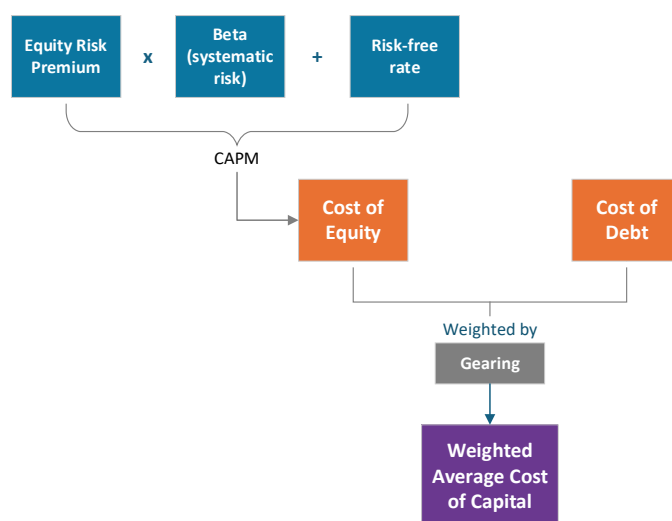 Equity Risk
Premium
x
Beta
(systematic
risk)
+
Risk-free
rate
CAPM
Cost of
Equity
Cost of
Debt
Weighted by
Gearing
Weighted
Average Cost
of Capital